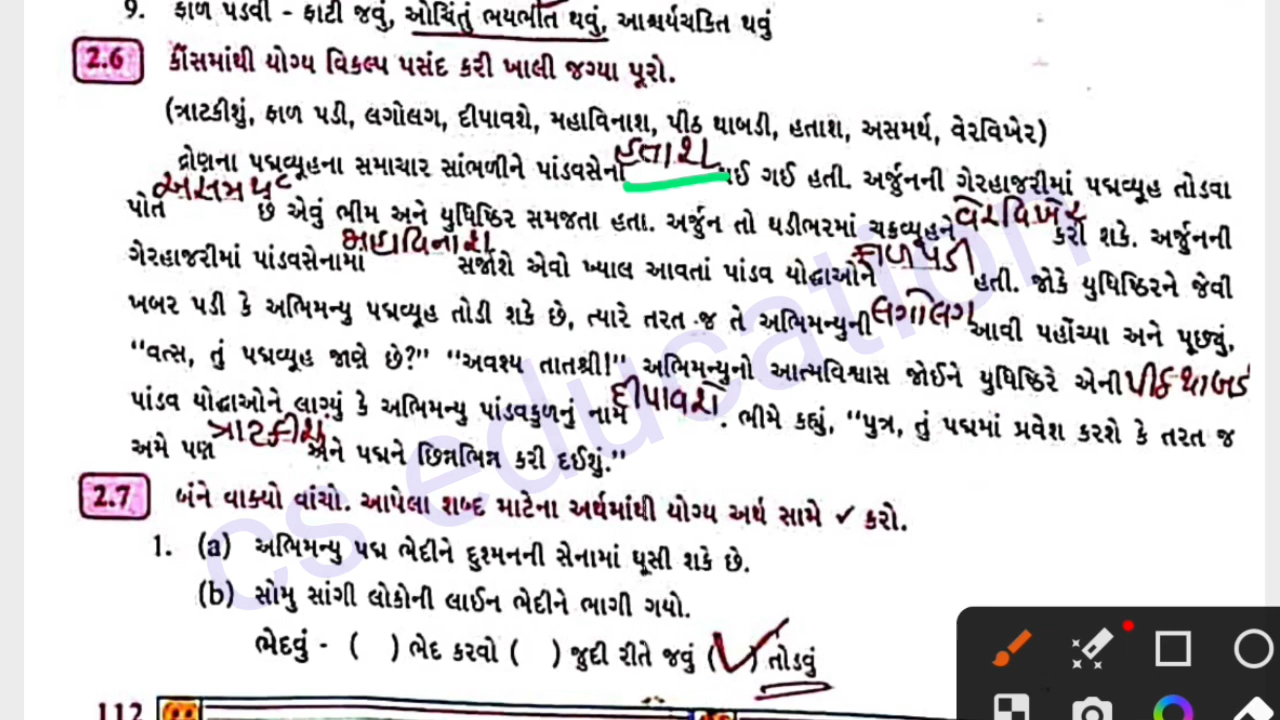 9. ફાળ પડવી - ફાટી જવું, ઓચિંતું ભયભીત થવું, આશ્ચર્યચકિત થવું
2.6 કૌંસમાંથી યોગ્ય વિકલ્પ પસંદ કરી ખાલી જગ્યા પૂરો.
(ત્રાટકીશું, ફાળ પડી, લગોલગ, દીપાવશે, મહાવિનાશ, પીઠ થાબડી, હતાશ, અસમર્થ, વેરવિખેર)
દ્રોણના પદ્મવ્યૂહના સમાચાર સાંભળીને પાંડવસેના હતાશ થઈ ગઈ હતી. અર્જુનની ગેરહાજરીમાં પદ્મવ્યૂહ તોડવા
પોતે અસમર્થ છે એવું ભીમ અને યુધિષ્ઠિર સમજતા હતા. અર્જુન તો ઘડીભરમાં ચક્રવ્યૂહને વેરવિખેર કરી શકે. અર્જુનની
ગેરહાજરીમાં પાંડવસેનામાં મહાવિનાશ સર્જાશે એવો ખ્યાલ આવતાં પાંડવ યોદ્ધાઓને ફાળ પડી હતી. જોકે યુધિષ્ઠિરને જેવી
ખબર પડી કે અભિમન્યુ પદ્મવ્યૂહ તોડી શકે છે, ત્યારે તરત જ તે અભિમન્યુની લગોલગ આવી પહોંચ્યા અને પૂછ્યું,
"વત્સ, તું પદ્મવ્યૂહ જાણે છે?" "અવશ્ય તાતશ્રી!" અભિમન્યુનો આત્મવિશ્વાસ જોઈને યુધિષ્ઠિરે એની પીઠ થાબડી
પાંડવ યોદ્ધાઓને લાગ્યું કે અભિમન્યુ પાંડવકુળનું નામ દીપાવશે. ભીમે કહ્યું, "પુત્ર, તું પદ્મમાં પ્રવેશ કરશે કે તરત જ
અમે પણ ત્રાટકીશું અને પદ્મને છિન્નભિન્ન કરી દઈશું."
2.7 બંને વાક્યો વાંચો. આપેલા શબ્દ માટેના અર્થમાંથી યોગ્ય અર્થ સામે ✓ કરો.
1. (a) અભિમન્યુ પદ્મ ભેદીને દુશ્મનની સેનામાં ઘૂસી શકે છે.
(b) સોમુ સાંગી લોકોની લાઈન ભેદીને ભાગી ગયો.
ભેદવું - ( ) ભેદ કરવો ( ) જુદી રીતે જવું (✓) તોડવું
112
cs education